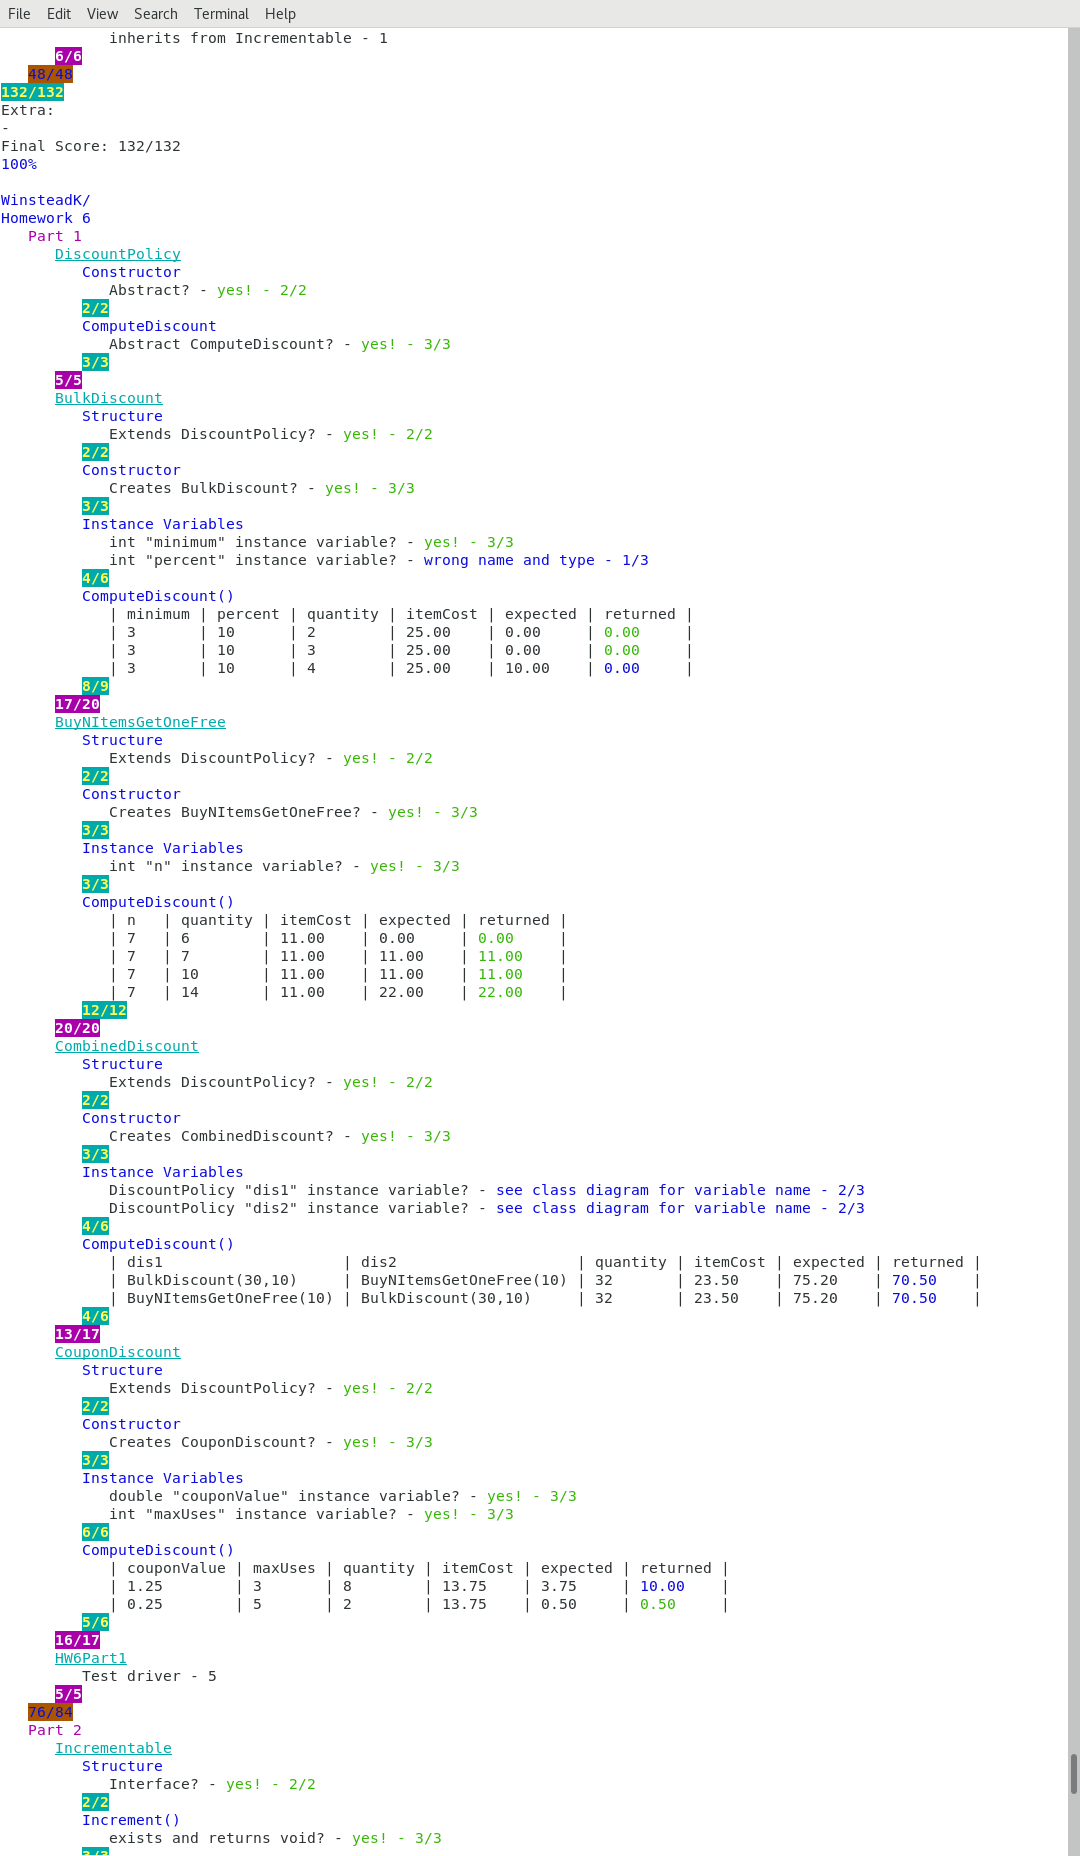 File Edit View Search Terminal Help
inherits from Incrementable - 1
6/6
48/48
132/132
Extra:
-
Final Score: 132/132
100%
WinsteadK/
Homework 6
Part 1
DiscountPolicy
Constructor
Abstract? - yes! - 2/2
2/2
ComputeDiscount
Abstract ComputeDiscount? - yes! - 3/3
3/3
5/5
BulkDiscount
Structure
Extends DiscountPolicy? - yes! - 2/2
2/2
Constructor
Creates BulkDiscount? - yes! - 3/3
3/3
Instance Variables
int "minimum" instance variable? - yes! - 3/3
int "percent" instance variable? - wrong name and type - 1/3
4/6
ComputeDiscount()
| minimum | percent | quantity | itemCost | expected | returned |
| 3 | 10 | 2 | 25.00 | 0.00 | 0.00 |
| 3 | 10 | 3 | 25.00 | 0.00 | 0.00 |
| 3 | 10 | 4 | 25.00 | 10.00 | 0.00 |
8/9
17/20
BuyNItemsGetOneFree
Structure
Extends DiscountPolicy? - yes! - 2/2
2/2
Constructor
Creates BuyNItemsGetOneFree? - yes! - 3/3
3/3
Instance Variables
int "n" instance variable? - yes! - 3/3
3/3
ComputeDiscount()
| n | quantity | itemCost | expected | returned |
| 7 | 6 | 11.00 | 0.00 | 0.00 |
| 7 | 7 | 11.00 | 11.00 | 11.00 |
| 7 | 10 | 11.00 | 11.00 | 11.00 |
| 7 | 14 | 11.00 | 22.00 | 22.00 |
12/12
20/20
CombinedDiscount
Structure
Extends DiscountPolicy? - yes! - 2/2
2/2
Constructor
Creates CombinedDiscount? - yes! - 3/3
3/3
Instance Variables
DiscountPolicy "dis1" instance variable? - see class diagram for variable name - 2/3
DiscountPolicy "dis2" instance variable? - see class diagram for variable name - 2/3
4/6
ComputeDiscount()
| dis1 | dis2 | quantity | itemCost | expected | returned |
| BulkDiscount(30,10) | BuyNItemsGetOneFree(10) | 32 | 23.50 | 75.20 | 70.50 |
| BuyNItemsGetOneFree(10) | BulkDiscount(30,10) | 32 | 23.50 | 75.20 | 70.50 |
4/6
13/17
CouponDiscount
Structure
Extends DiscountPolicy? - yes! - 2/2
2/2
Constructor
Creates CouponDiscount? - yes! - 3/3
3/3
Instance Variables
double "couponValue" instance variable? - yes! - 3/3
int "maxUses" instance variable? - yes! - 3/3
6/6
ComputeDiscount()
| couponValue | maxUses | quantity | itemCost | expected | returned |
| 1.25 | 3 | 8 | 13.75 | 3.75 | 10.00 |
| 0.25 | 5 | 2 | 13.75 | 0.50 | 0.50 |
5/6
16/17
HW6Part1
Test driver - 5
5/5
76/84
Part 2
Incrementable
Structure
Interface? - yes! - 2/2
2/2
Increment()
exists and returns void? - yes! - 3/3
3/3